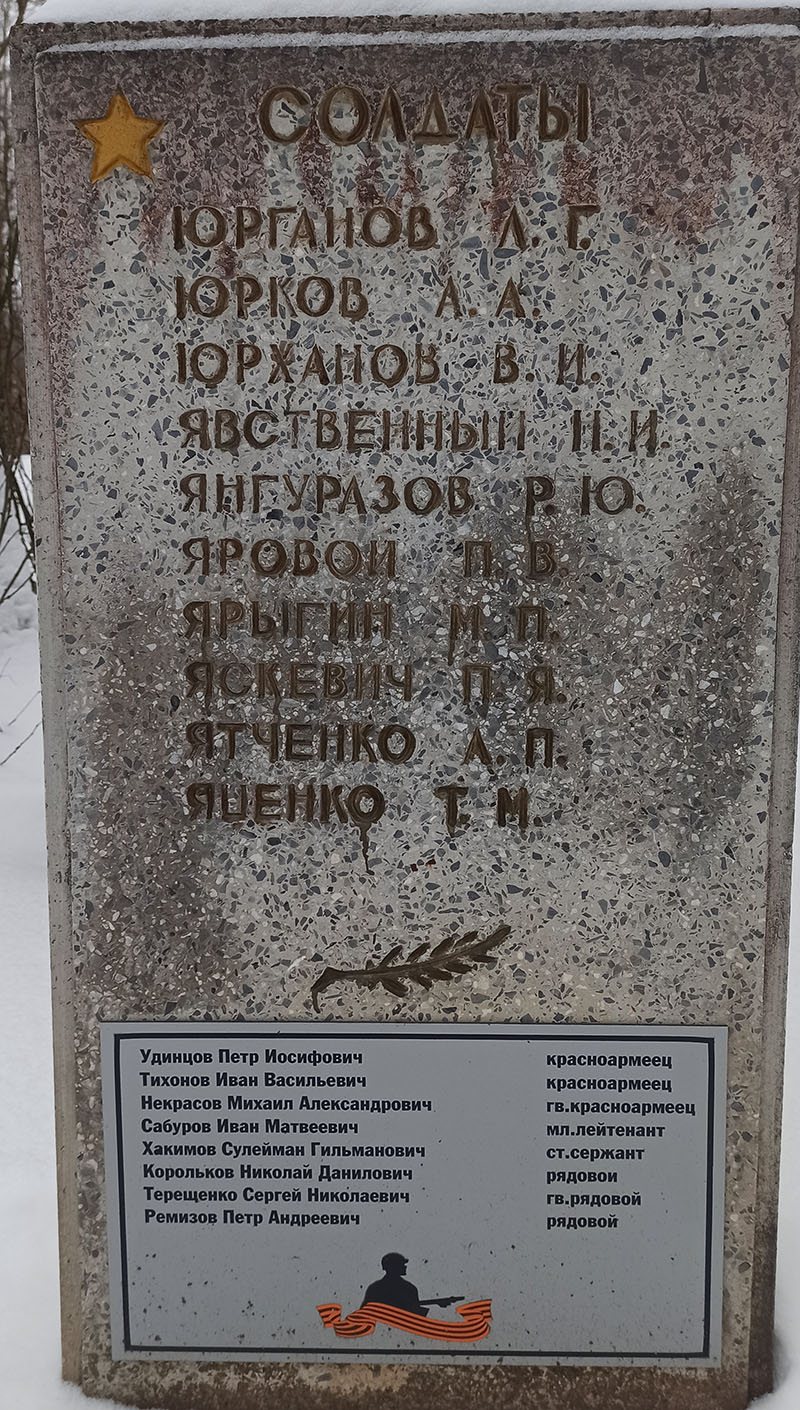 СОЛДАТЫ
ЮРГАНОВ Л. Г.
ЮРКОВ А. А.
ЮРХАНОВ В. И.
ЯВСТВЕННЫЙ Н. И.
ЯНГУРАЗОВ Р. Ю.
ЯРОВОЙ П. В.
ЯРЫГИН М. П.
ЯСКЕВИЧ П. Я.
ЯТЧЕНКО А. П.
ЯЦЕНКО Т. М.
Удинцов Петр Иосифович красноармеец
Тихонов Иван Васильевич красноармеец
Некрасов Михаил Александрович гв.красноармеец
Сабуров Иван Матвеевич мл.лейтенант
Хакимов Сулейман Гильманович ст.сержант
Корольков Николай Данилович рядовои
Терещенко Сергей Николаевич гв.рядовой
Ремизов Петр Андреевич рядовой